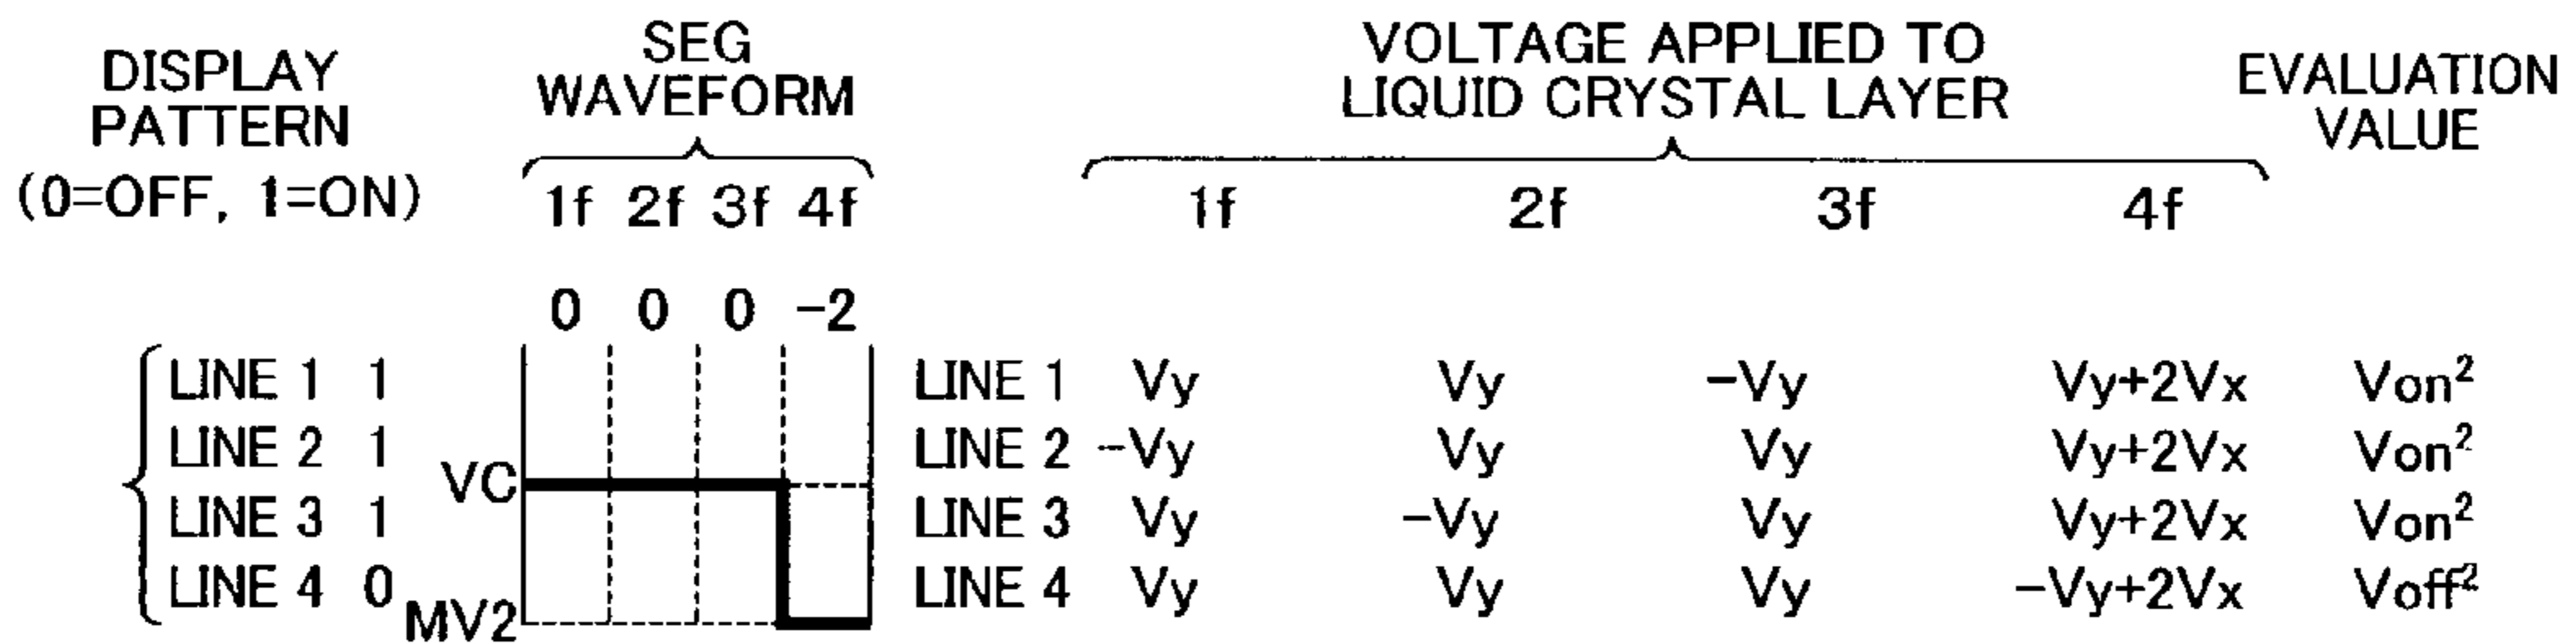 DISPLAY PATTERN (0=OFF, 1=ON)
SEG WAVEFORM
VOLTAGE APPLIED TO LIQUID CRYSTAL LAYER
EVALUATION VALUE
1f 2f 3f 4f
1f 2f 3f 4f
0 0 0 −2
LINE 1 1
LINE 2 1
LINE 3 1
LINE 4 0
VC
MV2
LINE 1 Vy Vy −Vy Vy+2Vx Von²
LINE 2 −Vy Vy Vy Vy+2Vx Von²
LINE 3 Vy −Vy Vy Vy+2Vx Von²
LINE 4 Vy Vy Vy −Vy+2Vx Voff²